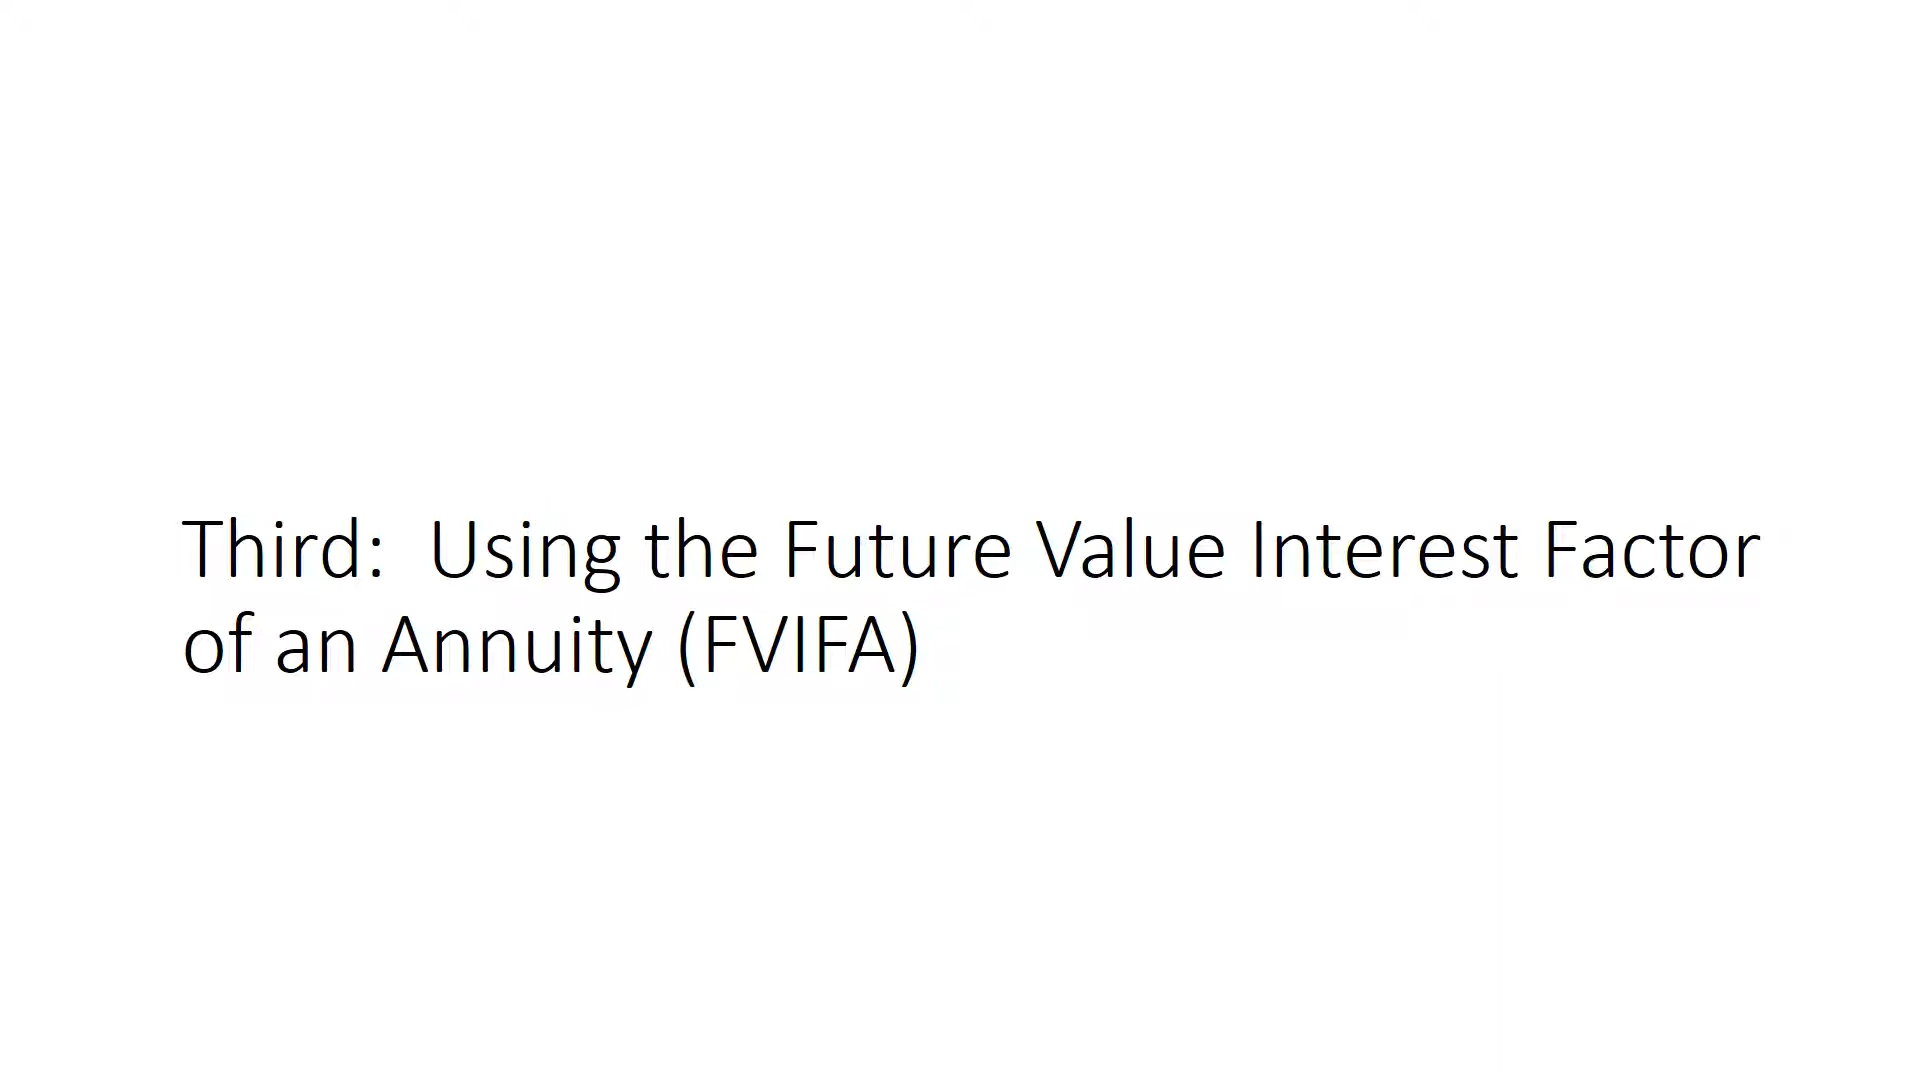 Third:  Using the Future Value Interest Factor
of an Annuity (FVIFA)